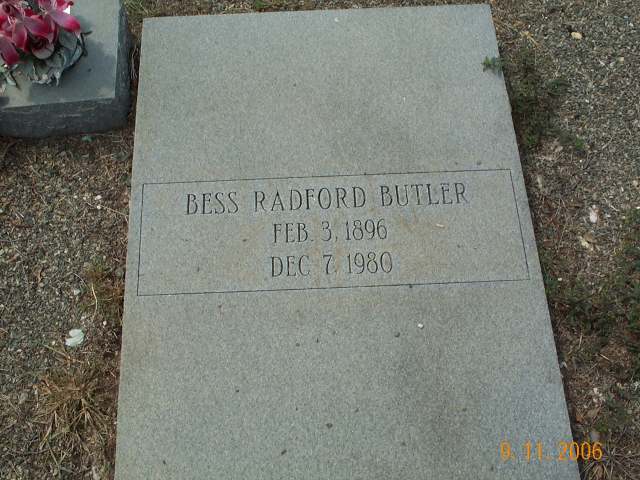 BESS RADFORD BUTLER
FEB. 3, 1896
DEC 7, 1980
9. 11. 2006